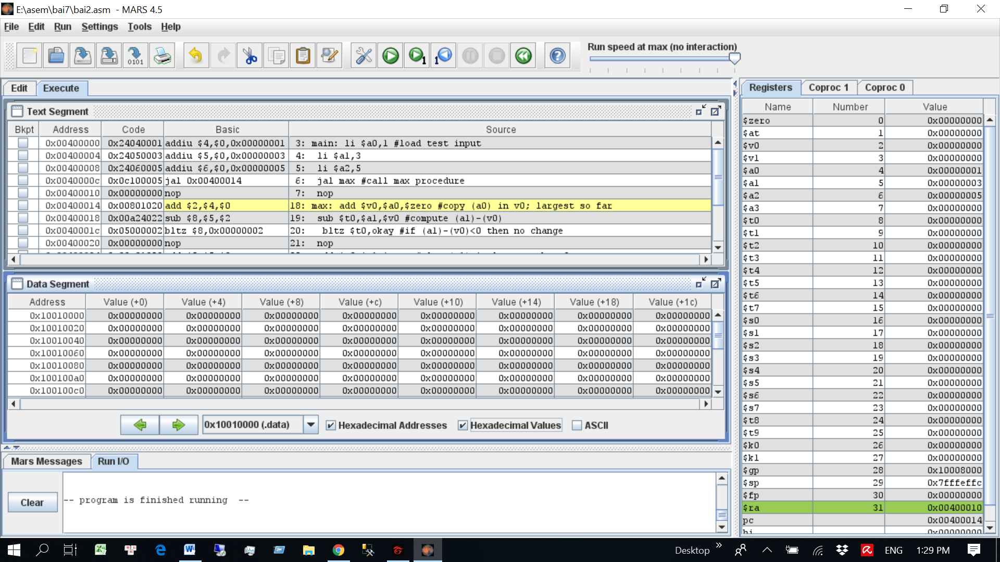 E:\asem\bai7\bai2.asm - MARS 4.5
File Edit Run Settings Tools Help
Run speed at max (no interaction)
0101
1
1
Edit Execute
Text Segment
Bkpt Address Code Basic Source
0x00400000 0x24040001 addiu $4,$0,0x00000001 3: main: li $a0,1 #load test input
0x00400004 0x24050003 addiu $5,$0,0x00000003 4: li $a1,3
0x00400008 0x24060005 addiu $6,$0,0x00000005 5: li $a2,5
0x0040000c 0x0c100005 jal 0x00400014 6: jal max #call max procedure
0x00400010 0x00000000 nop 7: nop
0x00400014 0x00801020 add $2,$4,$0 18: max: add $v0,$a0,$zero #copy (a0) in v0; largest so far
0x00400018 0x00a24022 sub $8,$5,$2 19: sub $t0,$a1,$v0 #compute (a1)-(v0)
0x0040001c 0x05000002 bltz $8,0x00000002 20: bltz $t0,okay #if (a1)-(v0)<0 then no change
0x00400020 0x00000000 nop 21: nop
Data Segment
Address Value (+0) Value (+4) Value (+8) Value (+c) Value (+10) Value (+14) Value (+18) Value (+1c)
0x10010000 0x00000000 0x00000000 0x00000000 0x00000000 0x00000000 0x00000000 0x00000000 0x00000000
0x10010020 0x00000000 0x00000000 0x00000000 0x00000000 0x00000000 0x00000000 0x00000000 0x00000000
0x10010040 0x00000000 0x00000000 0x00000000 0x00000000 0x00000000 0x00000000 0x00000000 0x00000000
0x10010060 0x00000000 0x00000000 0x00000000 0x00000000 0x00000000 0x00000000 0x00000000 0x00000000
0x10010080 0x00000000 0x00000000 0x00000000 0x00000000 0x00000000 0x00000000 0x00000000 0x00000000
0x100100a0 0x00000000 0x00000000 0x00000000 0x00000000 0x00000000 0x00000000 0x00000000 0x00000000
0x100100c0 0x00000000 0x00000000 0x00000000 0x00000000 0x00000000 0x00000000 0x00000000 0x00000000
0x10010000 (.data) Hexadecimal Addresses Hexadecimal Values ASCII
Mars Messages Run I/O
Clear
-- program is finished running --
Registers Coproc 1 Coproc 0
Name Number Value
$zero 0 0x00000000
$at 1 0x00000000
$v0 2 0x00000000
$v1 3 0x00000000
$a0 4 0x00000001
$a1 5 0x00000003
$a2 6 0x00000005
$a3 7 0x00000000
$t0 8 0x00000000
$t1 9 0x00000000
$t2 10 0x00000000
$t3 11 0x00000000
$t4 12 0x00000000
$t5 13 0x00000000
$t6 14 0x00000000
$t7 15 0x00000000
$s0 16 0x00000000
$s1 17 0x00000000
$s2 18 0x00000000
$s3 19 0x00000000
$s4 20 0x00000000
$s5 21 0x00000000
$s6 22 0x00000000
$s7 23 0x00000000
$t8 24 0x00000000
$t9 25 0x00000000
$k0 26 0x00000000
$k1 27 0x00000000
$gp 28 0x10008000
$sp 29 0x7fffeffc
$fp 30 0x00000000
$ra 31 0x00400010
pc 0x00400014
hi 0x00000000
Desktop ENG 1:29 PM